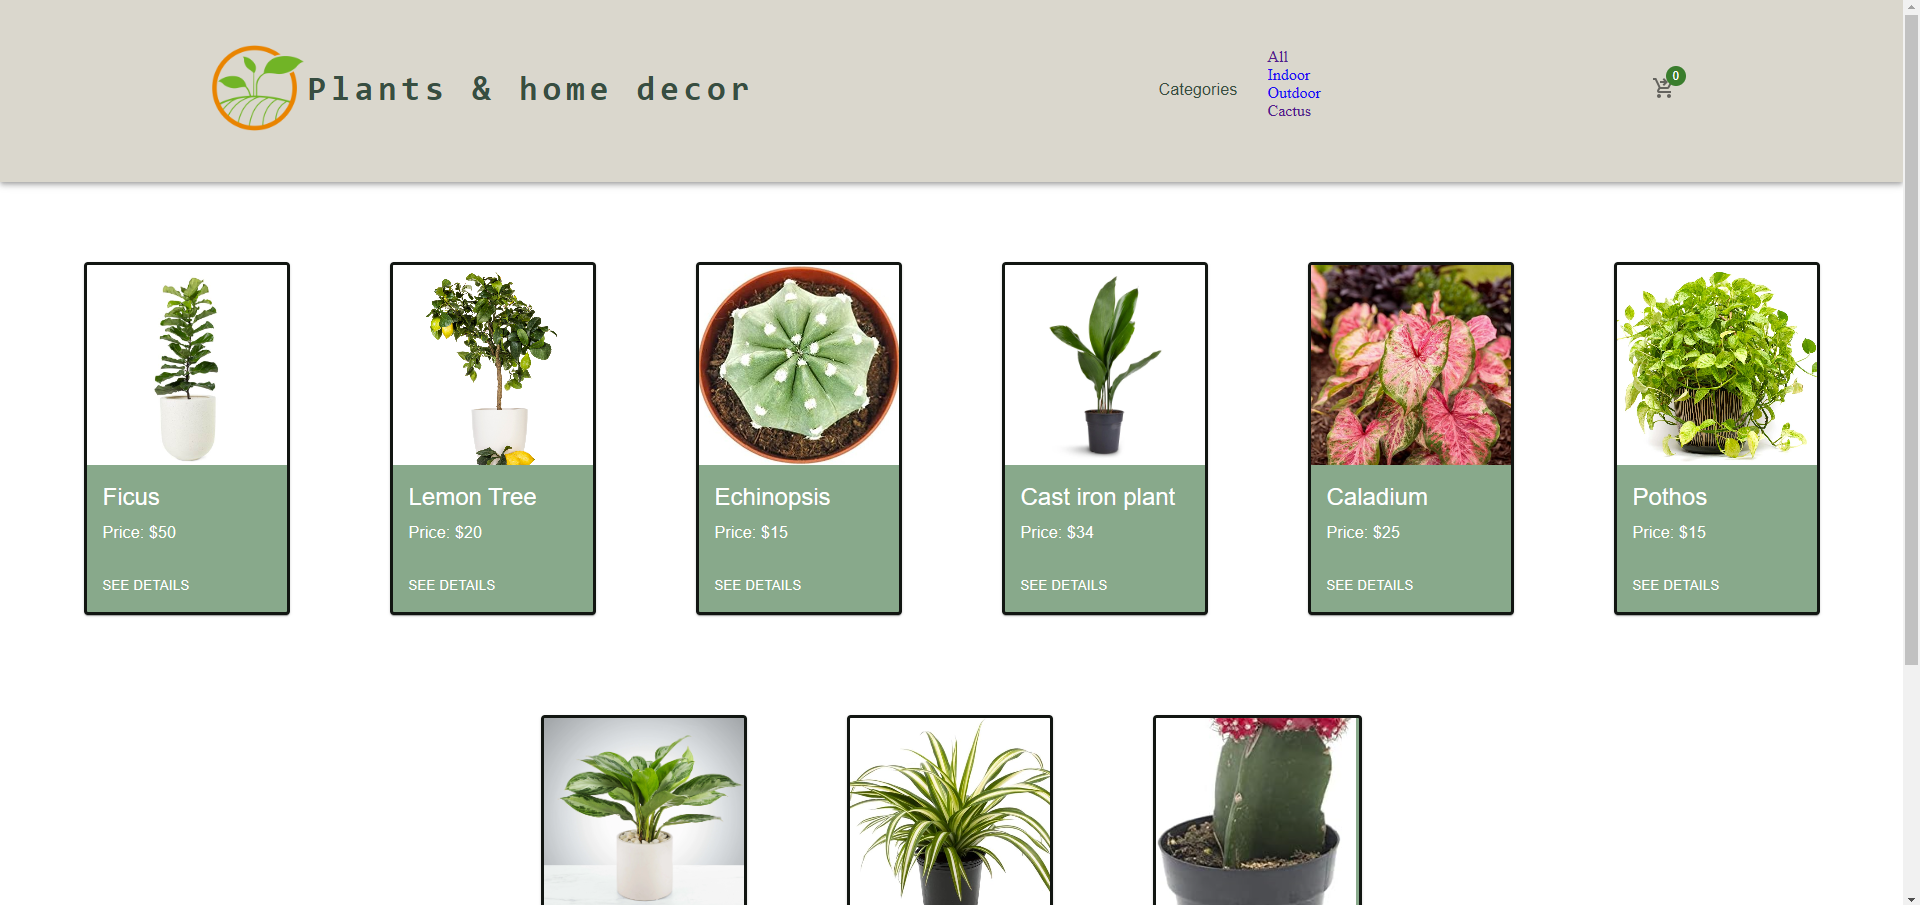 Plants & home decor
Categories
All
Indoor
Outdoor
Cactus
0
Ficus
Price: $50
SEE DETAILS
Lemon Tree
Price: $20
SEE DETAILS
Echinopsis
Price: $15
SEE DETAILS
Cast iron plant
Price: $34
SEE DETAILS
Caladium
Price: $25
SEE DETAILS
Pothos
Price: $15
SEE DETAILS